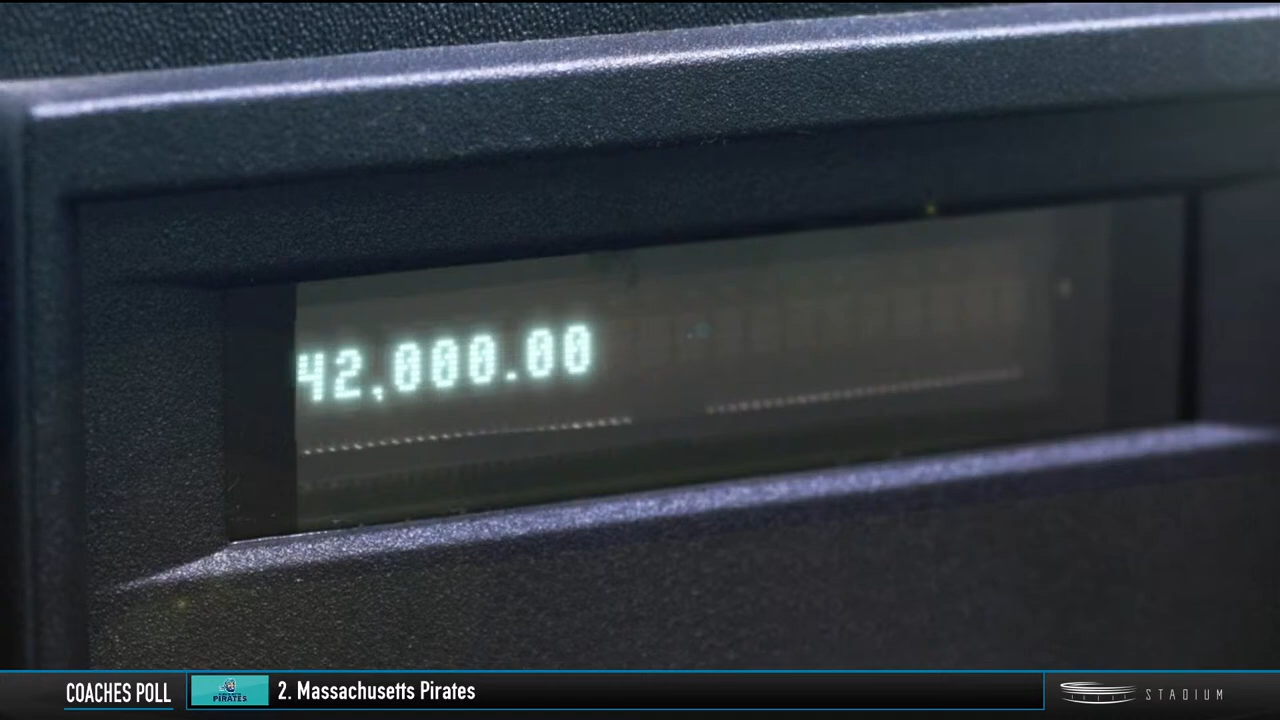 42,000.00
COACHES POLL
PIRATES
2. Massachusetts Pirates
STADIUM